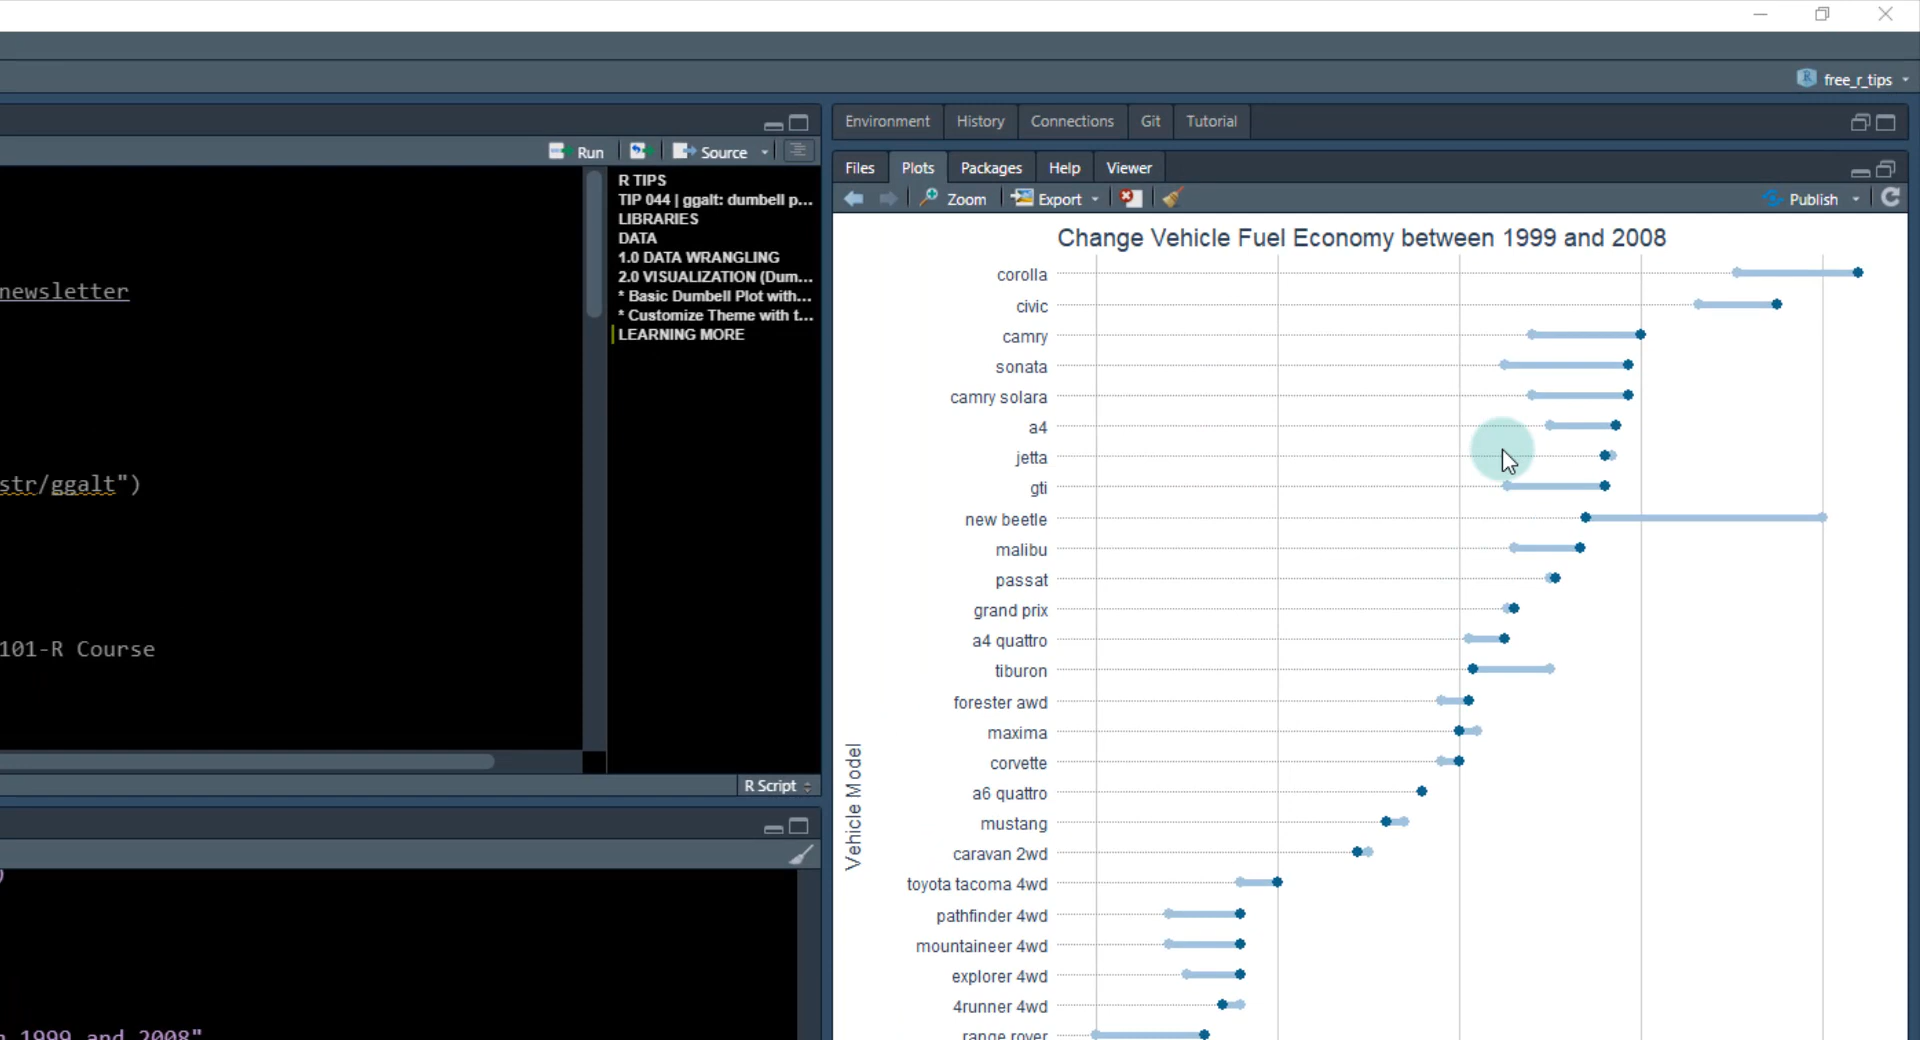 free_r_tips
Run
Source
newsletter
str/ggalt")
101-R Course
R TIPS
TIP 044 | ggalt: dumbell p...
LIBRARIES
DATA
1.0 DATA WRANGLING
2.0 VISUALIZATION (Dum...
* Basic Dumbell Plot with...
* Customize Theme with t...
LEARNING MORE
R Script
)
n 1999 and 2008"
Environment History Connections Git Tutorial
Files Plots Packages Help Viewer
Zoom Export Publish
Change Vehicle Fuel Economy between 1999 and 2008
Vehicle Model
corolla
civic
camry
sonata
camry solara
a4
jetta
gti
new beetle
malibu
passat
grand prix
a4 quattro
tiburon
forester awd
maxima
corvette
a6 quattro
mustang
caravan 2wd
toyota tacoma 4wd
pathfinder 4wd
mountaineer 4wd
explorer 4wd
4runner 4wd
range rover